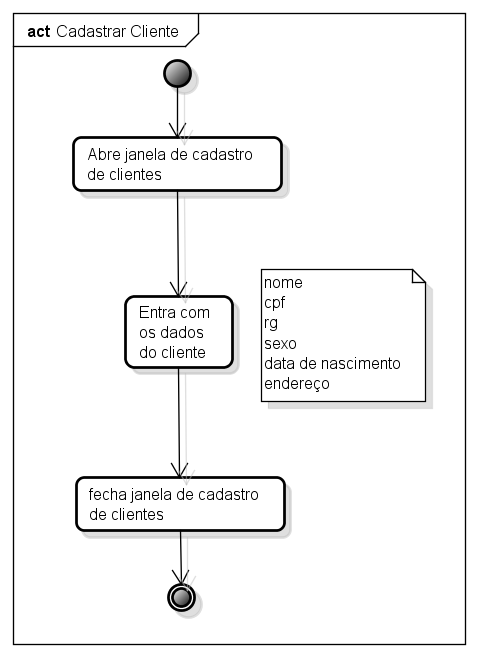 act Cadastrar Cliente
Abre janela de cadastro
de clientes
Entra com
os dados
do cliente
nome
cpf
rg
sexo
data de nascimento
endereço
fecha janela de cadastro
de clientes